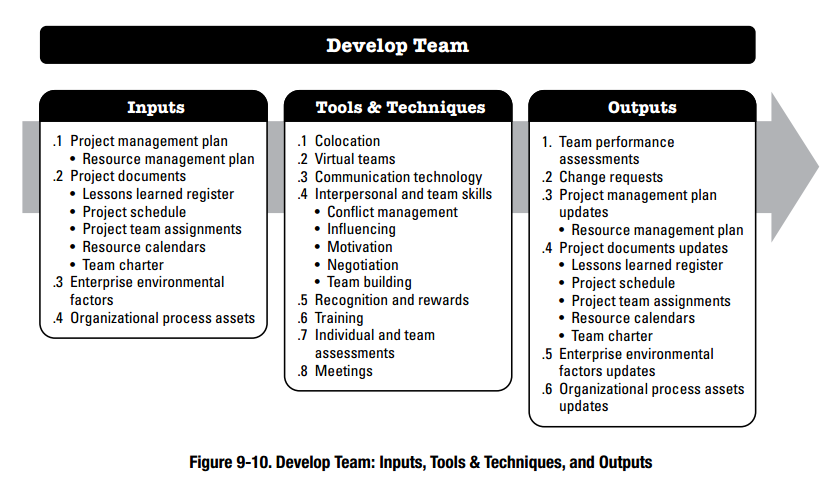 Develop Team
Inputs
.1 Project management plan
• Resource management plan
.2 Project documents
• Lessons learned register
• Project schedule
• Project team assignments
• Resource calendars
• Team charter
.3 Enterprise environmental
factors
.4 Organizational process assets
Tools & Techniques
.1 Colocation
.2 Virtual teams
.3 Communication technology
.4 Interpersonal and team skills
• Conflict management
• Influencing
• Motivation
• Negotiation
• Team building
.5 Recognition and rewards
.6 Training
.7 Individual and team
assessments
.8 Meetings
Outputs
1. Team performance
assessments
.2 Change requests
.3 Project management plan
updates
• Resource management plan
.4 Project documents updates
• Lessons learned register
• Project schedule
• Project team assignments
• Resource calendars
• Team charter
.5 Enterprise environmental
factors updates
.6 Organizational process assets
updates
Figure 9-10. Develop Team: Inputs, Tools & Techniques, and Outputs